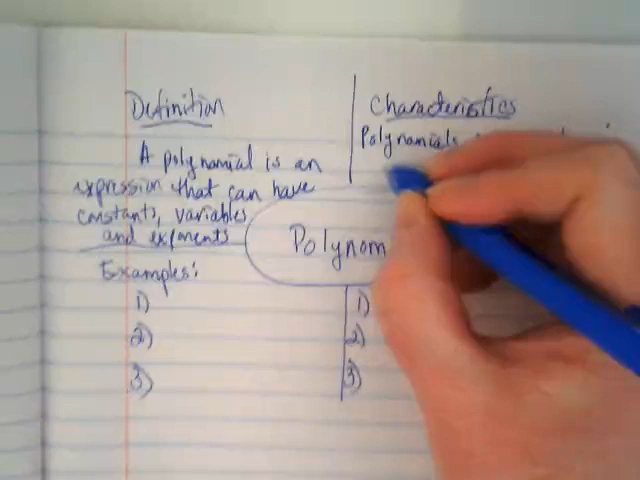 Definition
A polynomial is an
expression that can have
constants, variables
and exponents
Characteristics
Polynomials
Polynom
Examples:
1)
2)
3)
1)
2)
3)